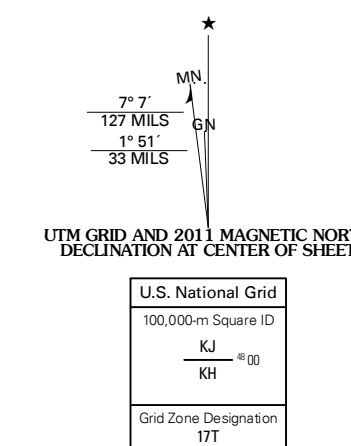 ★
MN
7° 7´
127 MILS
GN
1° 51´
33 MILS
UTM GRID AND 2011 MAGNETIC NOR
DECLINATION AT CENTER OF SHEET
U.S. National Grid
100,000-m Square ID
KJ
48 00
KH
Grid Zone Designation
17T